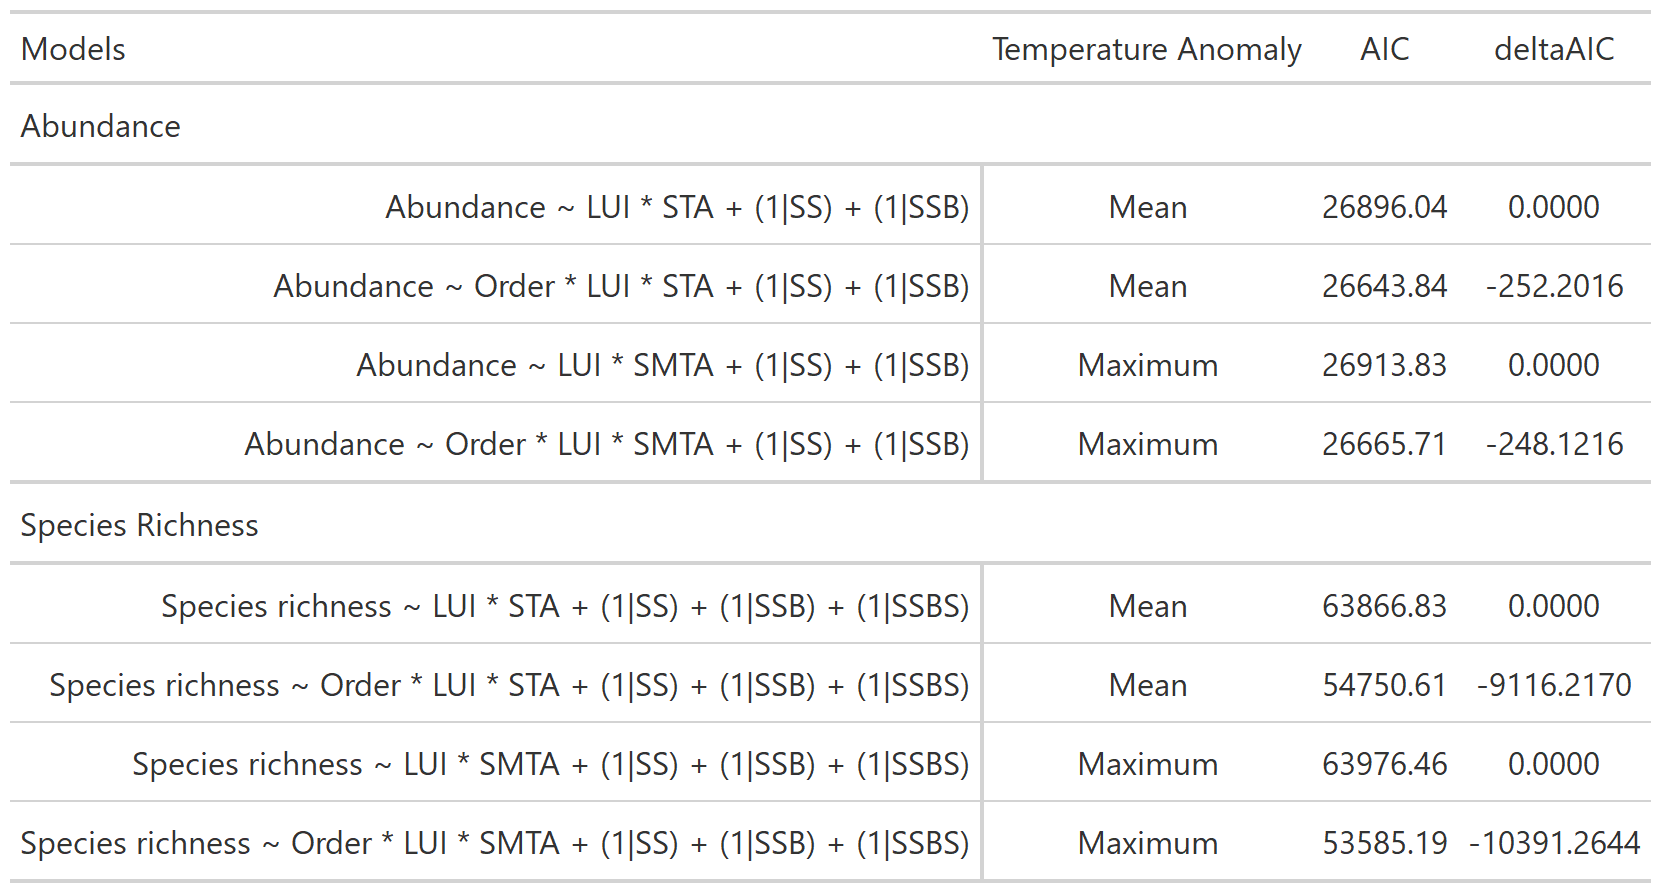 Models Temperature Anomaly AIC deltaAIC
Abundance
Abundance ~ LUI * STA + (1|SS) + (1|SSB) Mean 26896.04 0.0000
Abundance ~ Order * LUI * STA + (1|SS) + (1|SSB) Mean 26643.84 -252.2016
Abundance ~ LUI * SMTA + (1|SS) + (1|SSB) Maximum 26913.83 0.0000
Abundance ~ Order * LUI * SMTA + (1|SS) + (1|SSB) Maximum 26665.71 -248.1216
Species Richness
Species richness ~ LUI * STA + (1|SS) + (1|SSB) + (1|SSBS) Mean 63866.83 0.0000
Species richness ~ Order * LUI * STA + (1|SS) + (1|SSB) + (1|SSBS) Mean 54750.61 -9116.2170
Species richness ~ LUI * SMTA + (1|SS) + (1|SSB) + (1|SSBS) Maximum 63976.46 0.0000
Species richness ~ Order * LUI * SMTA + (1|SS) + (1|SSB) + (1|SSBS) Maximum 53585.19 -10391.2644